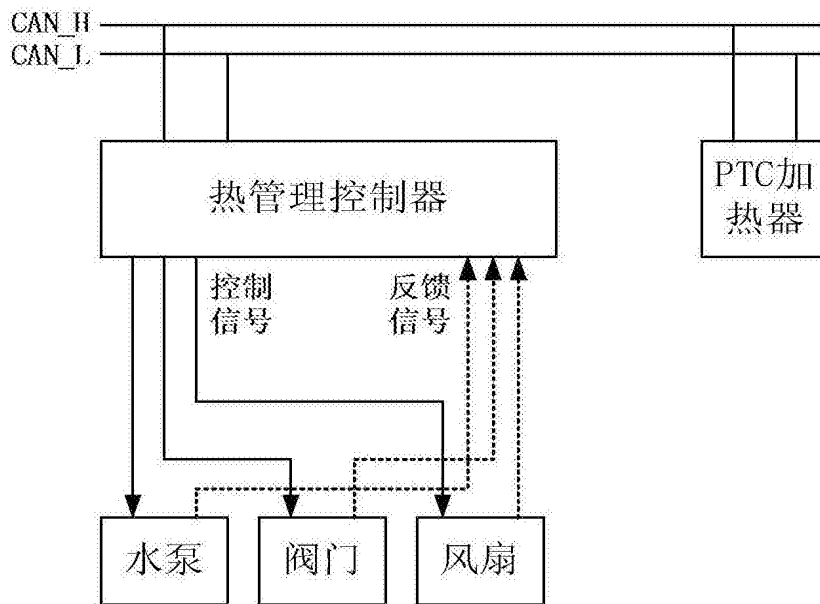 CAN_H
CAN_L
热管理控制器
PTC加
热器
控制
信号
反馈
信号
水泵
阀门
风扇